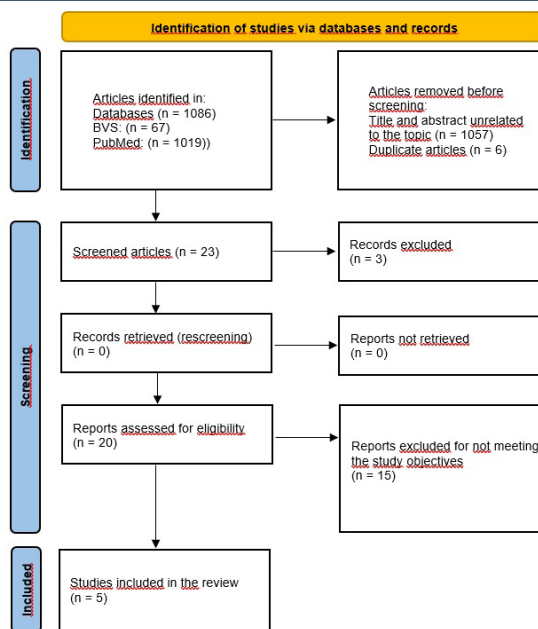 Identification of studies via databases and records
Identification
Articles identified in:
Databases (n = 1086)
BVS: (n = 67)
PubMed: (n = 1019))
Articles removed before
screening:
Title and abstract unrelated
to the topic (n = 1057)
Duplicate articles (n = 6)
Screening
Screened articles (n = 23)
Records excluded
(n = 3)
Records retrieved (rescreening)
(n = 0)
Reports not retrieved
(n = 0)
Reports assessed for eligibility
(n = 20)
Reports excluded for not meeting
the study objectives
(n = 15)
Included
Studies included in the review
(n = 5)